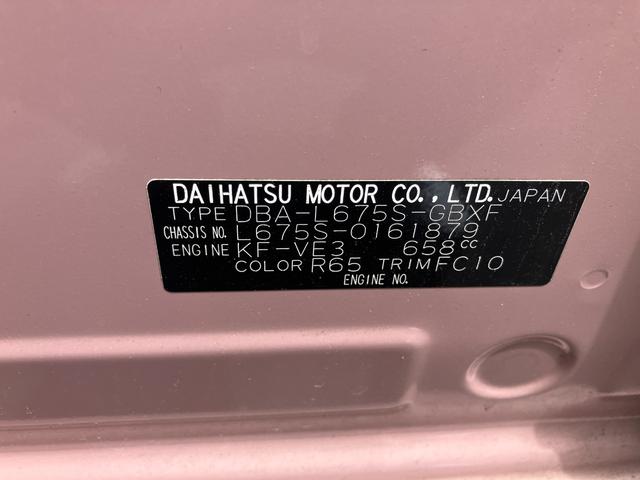 DAIHATSU MOTOR CO., LTD. JAPAN
TYPE DBA-L675S-GBXF
CHASSIS NO. L675S-0161879
ENGINE KF-VE3 658cc
COLOR R65 TRIM FC10
ENGINE NO.